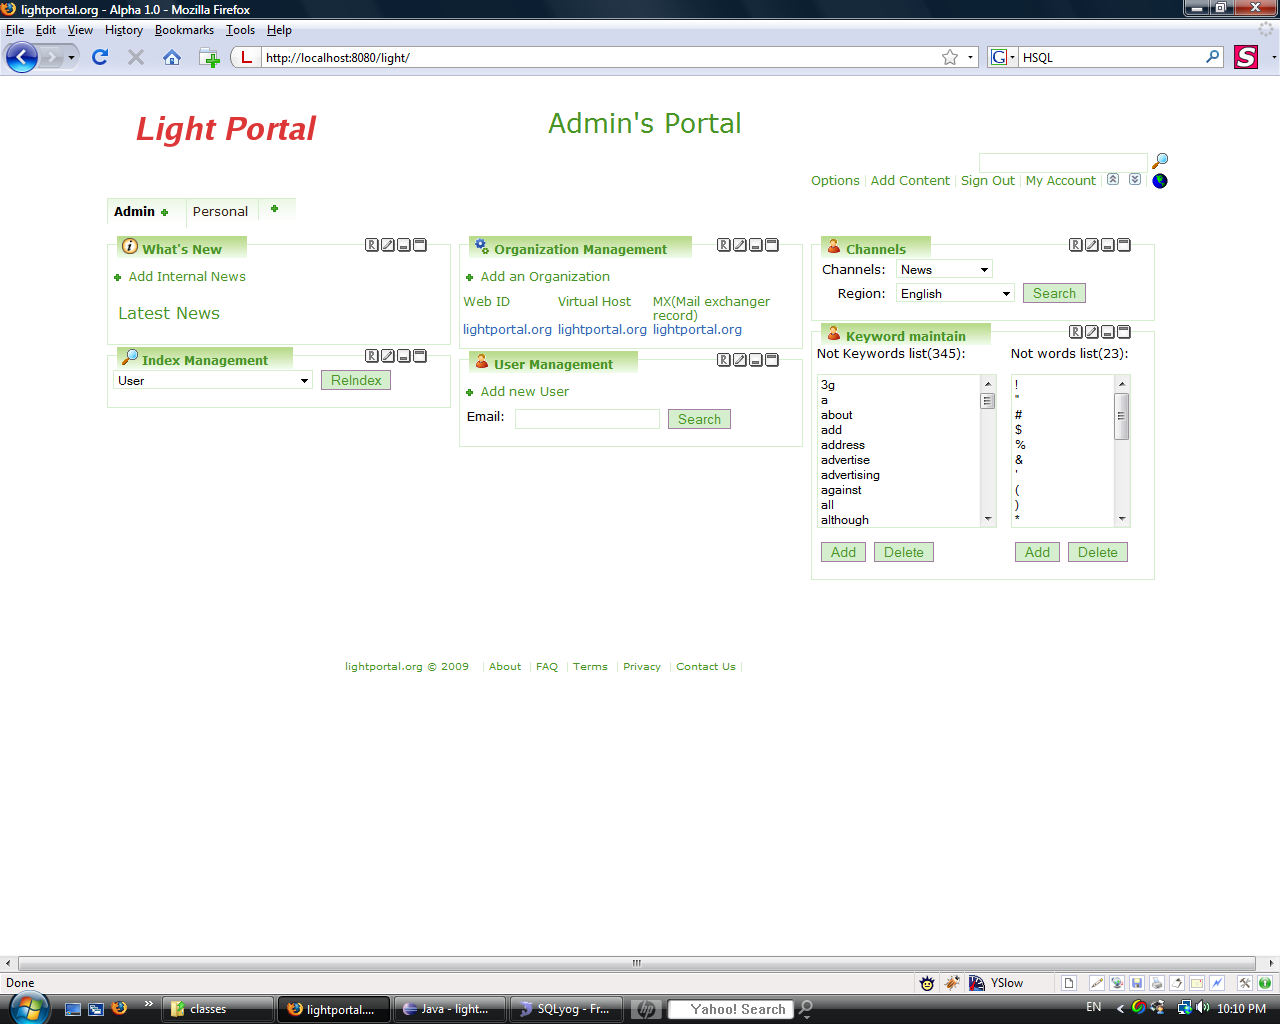 lightportal.org - Alpha 1.0 - Mozilla Firefox
File Edit View History Bookmarks Tools Help
L http://localhost:8080/light/ G HSQL S
Light Portal
Admin's Portal
Options Add Content Sign Out My Account
Admin Personal
What's New
Add Internal News
Latest News
Index Management
User ReIndex
Organization Management
Add an Organization
Web ID Virtual Host MX(Mail exchanger
record)
lightportal.org lightportal.org lightportal.org
User Management
Add new User
Email: Search
Channels
Channels: News
Region: English Search
Keyword maintain
Not Keywords list(345): Not words list(23):
3g !
a "
about #
add $
address %
advertise &
advertising '
against (
all )
although *
Add Delete Add Delete
lightportal.org © 2009 About FAQ Terms Privacy Contact Us
Done YSlow
classes lightportal.... Java - light... SQLyog - Fr... hp Yahoo! Search EN 10:10 PM